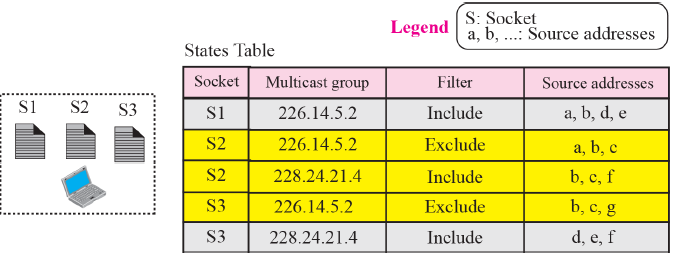 Legend
S: Socket
a, b, ...: Source addresses
States Table
Socket Multicast group Filter Source addresses
S1 226.14.5.2 Include a, b, d, e
S2 226.14.5.2 Exclude a, b, c
S2 228.24.21.4 Include b, c, f
S3 226.14.5.2 Exclude b, c, g
S3 228.24.21.4 Include d, e, f
S1 S2 S3